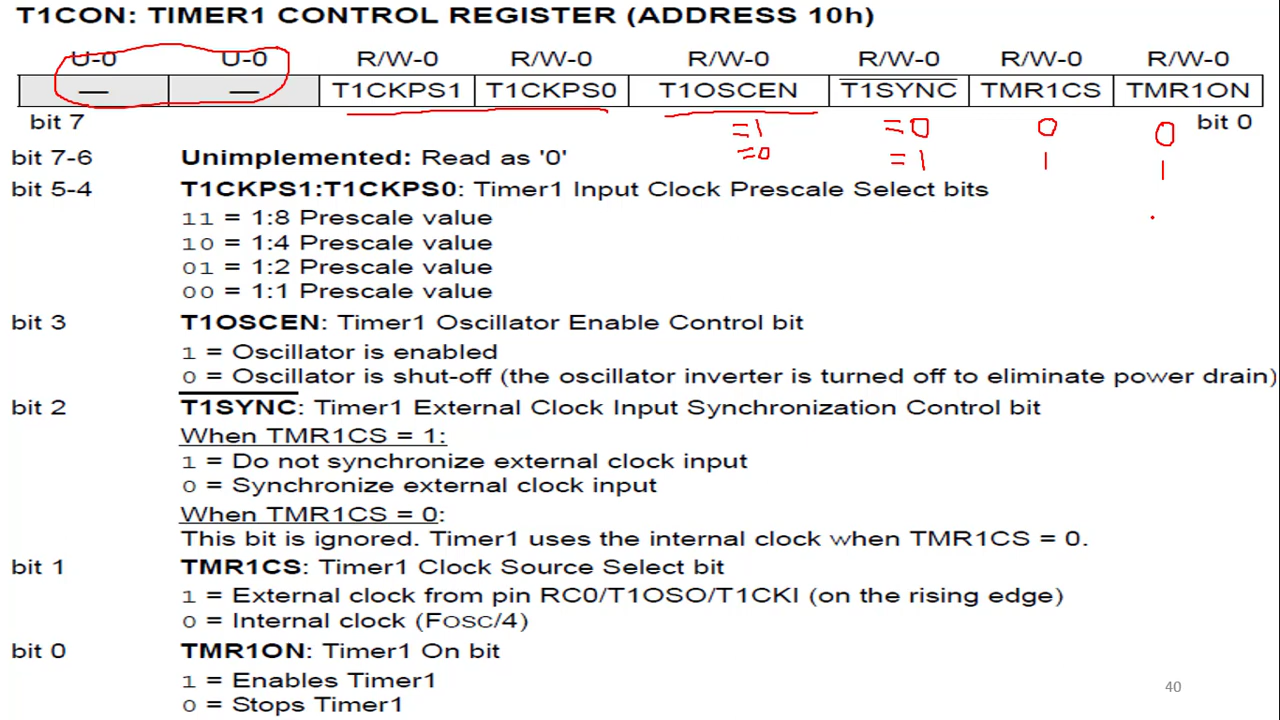 T1CON: TIMER1 CONTROL REGISTER (ADDRESS 10h)
U-0 U-0 R/W-0 R/W-0 R/W-0 R/W-0 R/W-0 R/W-0
— — T1CKPS1 T1CKPS0 T1OSCEN T1SYNC TMR1CS TMR1ON
bit 7 bit 0
=1 =0 0 0
=0 =1 1 1
bit 7-6 Unimplemented: Read as '0'
bit 5-4 T1CKPS1:T1CKPS0: Timer1 Input Clock Prescale Select bits
11 = 1:8 Prescale value
10 = 1:4 Prescale value
01 = 1:2 Prescale value
00 = 1:1 Prescale value
bit 3 T1OSCEN: Timer1 Oscillator Enable Control bit
1 = Oscillator is enabled
0 = Oscillator is shut-off (the oscillator inverter is turned off to eliminate power drain)
bit 2 T1SYNC: Timer1 External Clock Input Synchronization Control bit
When TMR1CS = 1:
1 = Do not synchronize external clock input
0 = Synchronize external clock input
When TMR1CS = 0:
This bit is ignored. Timer1 uses the internal clock when TMR1CS = 0.
bit 1 TMR1CS: Timer1 Clock Source Select bit
1 = External clock from pin RC0/T1OSO/T1CKI (on the rising edge)
0 = Internal clock (FOSC/4)
bit 0 TMR1ON: Timer1 On bit
1 = Enables Timer1
0 = Stops Timer1
40